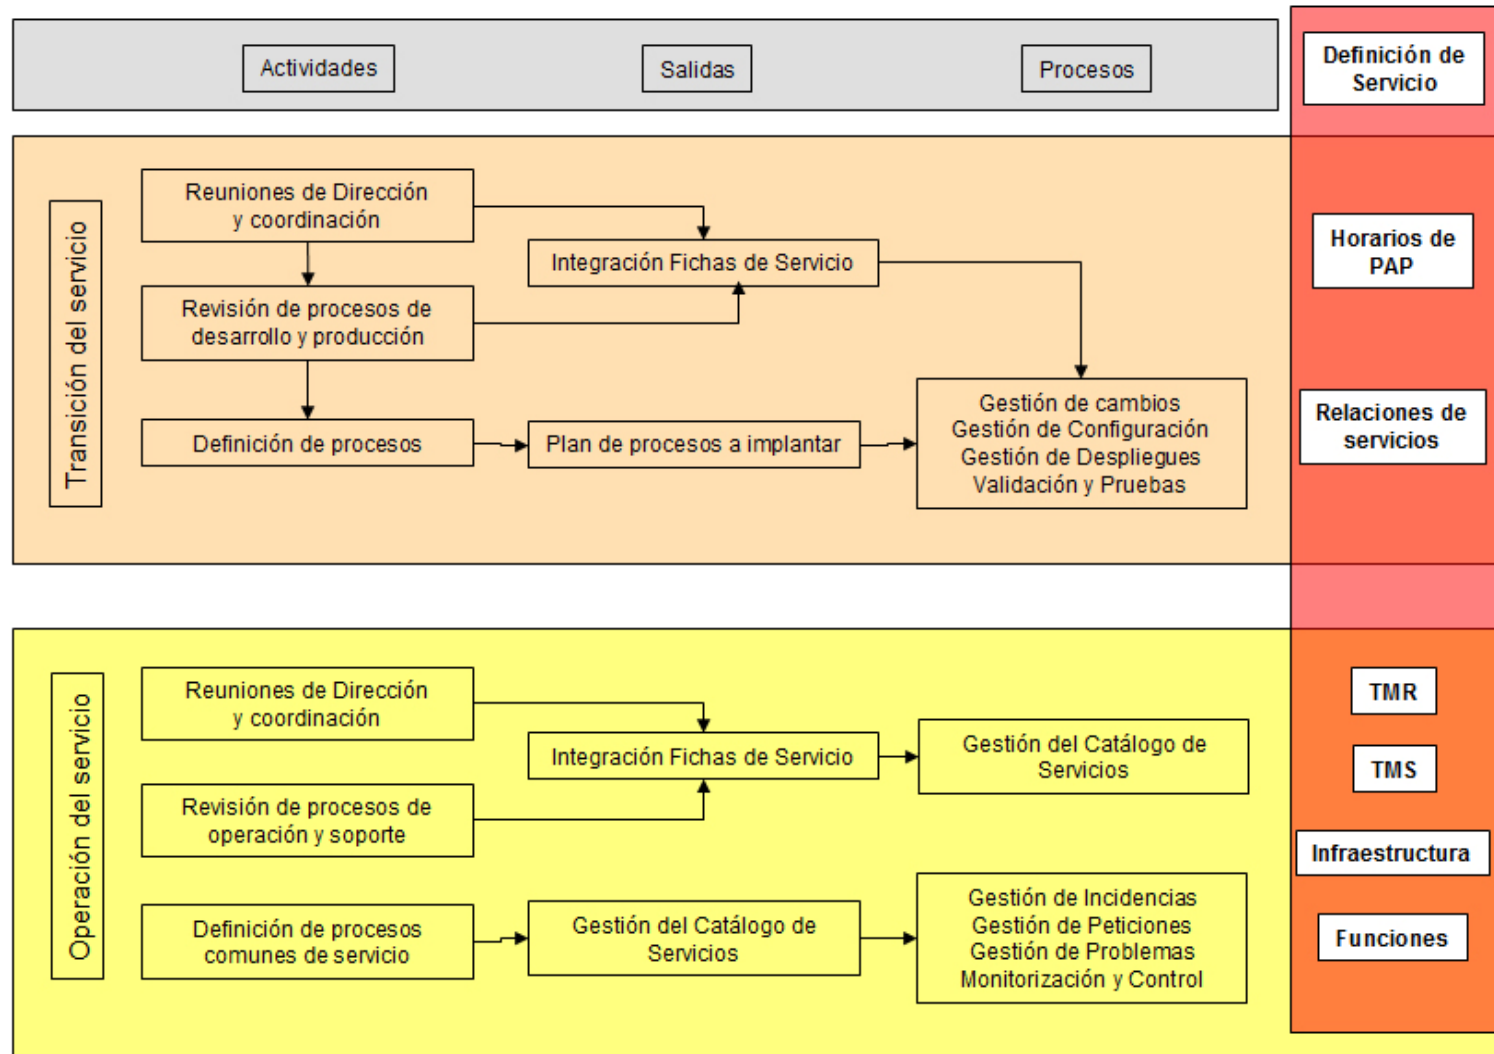 Actividades
Salidas
Procesos
Definición de
Servicio
Transición del servicio
Reuniones de Dirección
y coordinación
Integración Fichas de Servicio
Revisión de procesos de
desarrollo y producción
Definición de procesos
Plan de procesos a implantar
Gestión de cambios
Gestión de Configuración
Gestión de Despliegues
Validación y Pruebas
Horarios de
PAP
Relaciones de
servicios
Operación del servicio
Reuniones de Dirección
y coordinación
Integración Fichas de Servicio
Gestión del Catálogo de
Servicios
Revisión de procesos de
operación y soporte
Definición de procesos
comunes de servicio
Gestión del Catálogo de
Servicios
Gestión de Incidencias
Gestión de Peticiones
Gestión de Problemas
Monitorización y Control
TMR
TMS
Infraestructura
Funciones